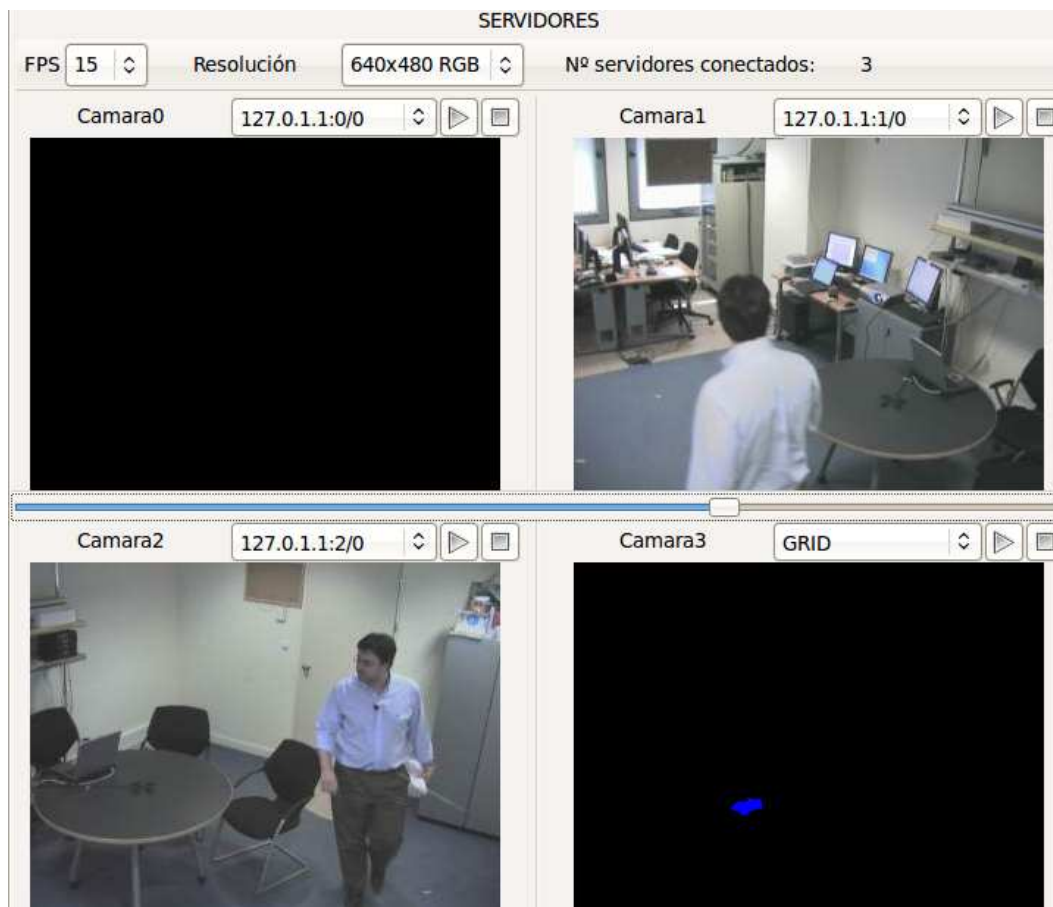 SERVIDORES
FPS 15 Resolución 640x480 RGB Nº servidores conectados: 3
Camara0 127.0.1.1:0/0 Camara1 127.0.1.1:1/0
Camara2 127.0.1.1:2/0 Camara3 GRID